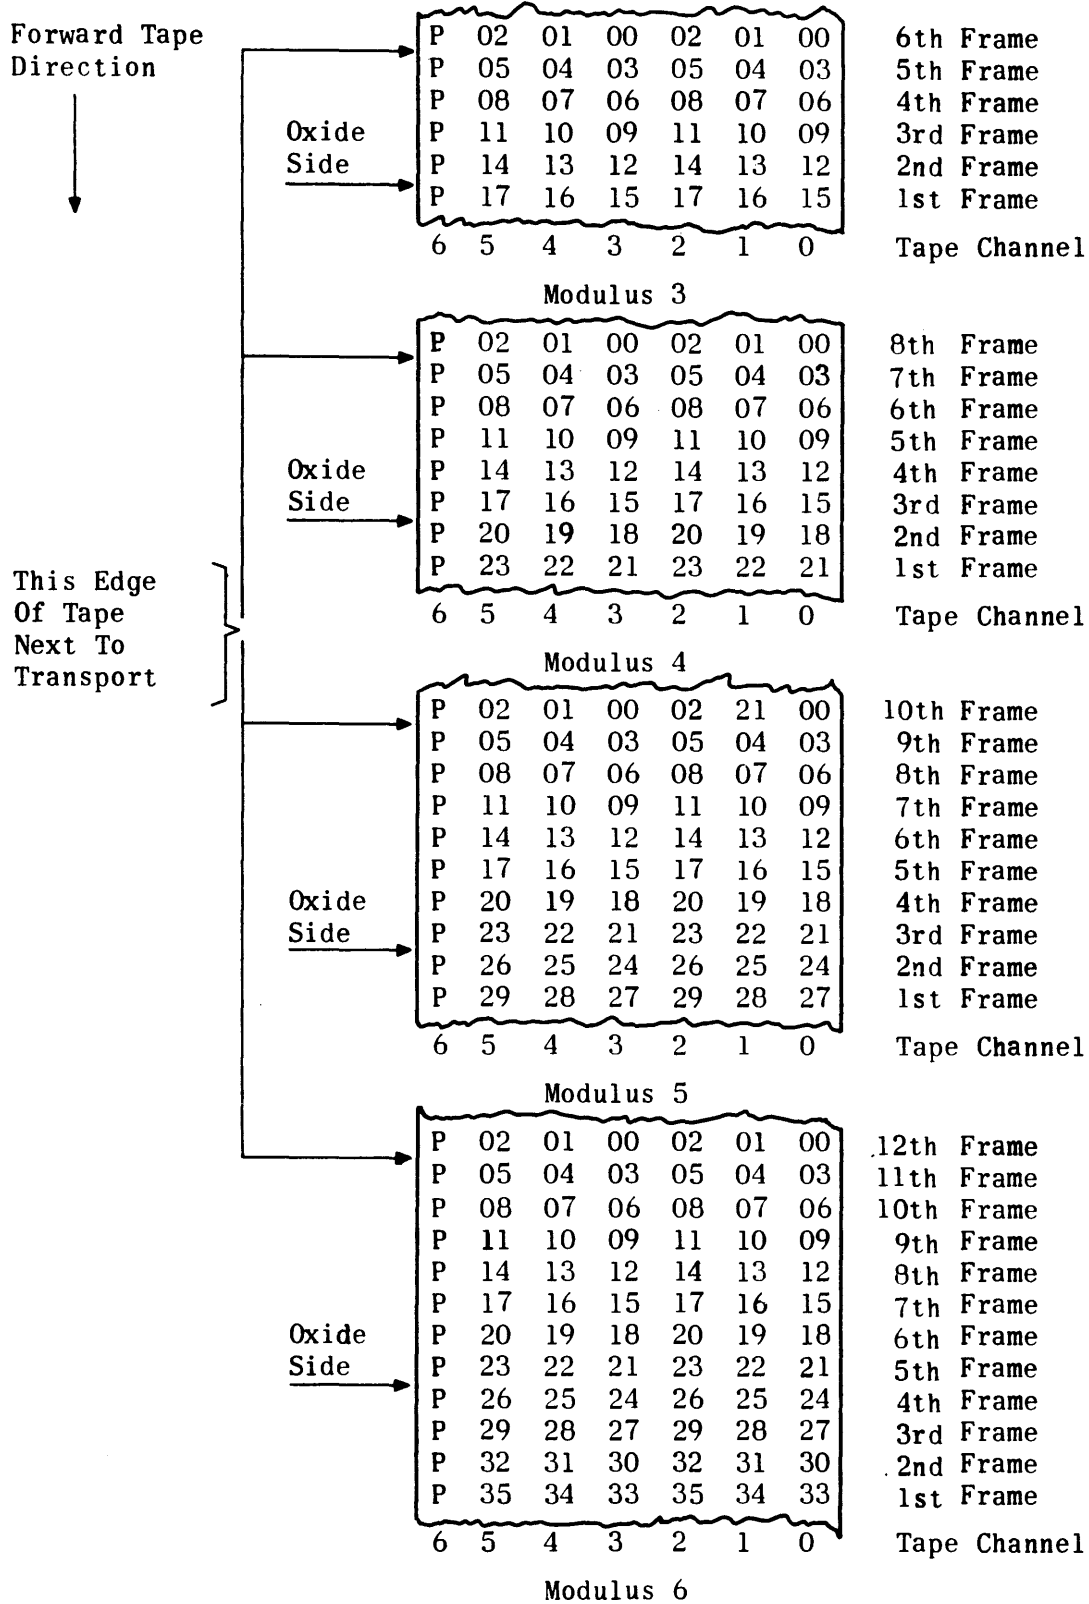 Forward Tape
Direction
P 02 01 00 02 01 00 6th Frame
P 05 04 03 05 04 03 5th Frame
P 08 07 06 08 07 06 4th Frame
Oxide
Side
P 11 10 09 11 10 09 3rd Frame
P 14 13 12 14 13 12 2nd Frame
P 17 16 15 17 16 15 1st Frame
6 5 4 3 2 1 0 Tape Channel
Modulus 3
P 02 01 00 02 01 00 8th Frame
P 05 04 03 05 04 03 7th Frame
P 08 07 06 08 07 06 6th Frame
P 11 10 09 11 10 09 5th Frame
Oxide
Side
P 14 13 12 14 13 12 4th Frame
P 17 16 15 17 16 15 3rd Frame
P 20 19 18 20 19 18 2nd Frame
P 23 22 21 23 22 21 1st Frame
6 5 4 3 2 1 0 Tape Channel
Modulus 4
This Edge
Of Tape
Next To
Transport
P 02 01 00 02 21 00 10th Frame
P 05 04 03 05 04 03 9th Frame
P 08 07 06 08 07 06 8th Frame
P 11 10 09 11 10 09 7th Frame
P 14 13 12 14 13 12 6th Frame
P 17 16 15 17 16 15 5th Frame
Oxide
Side
P 20 19 18 20 19 18 4th Frame
P 23 22 21 23 22 21 3rd Frame
P 26 25 24 26 25 24 2nd Frame
P 29 28 27 29 28 27 1st Frame
6 5 4 3 2 1 0 Tape Channel
Modulus 5
P 02 01 00 02 01 00 12th Frame
P 05 04 03 05 04 03 11th Frame
P 08 07 06 08 07 06 10th Frame
P 11 10 09 11 10 09 9th Frame
P 14 13 12 14 13 12 8th Frame
P 17 16 15 17 16 15 7th Frame
Oxide
Side
P 20 19 18 20 19 18 6th Frame
P 23 22 21 23 22 21 5th Frame
P 26 25 24 26 25 24 4th Frame
P 29 28 27 29 28 27 3rd Frame
P 32 31 30 32 31 30 2nd Frame
P 35 34 33 35 34 33 1st Frame
6 5 4 3 2 1 0 Tape Channel
Modulus 6